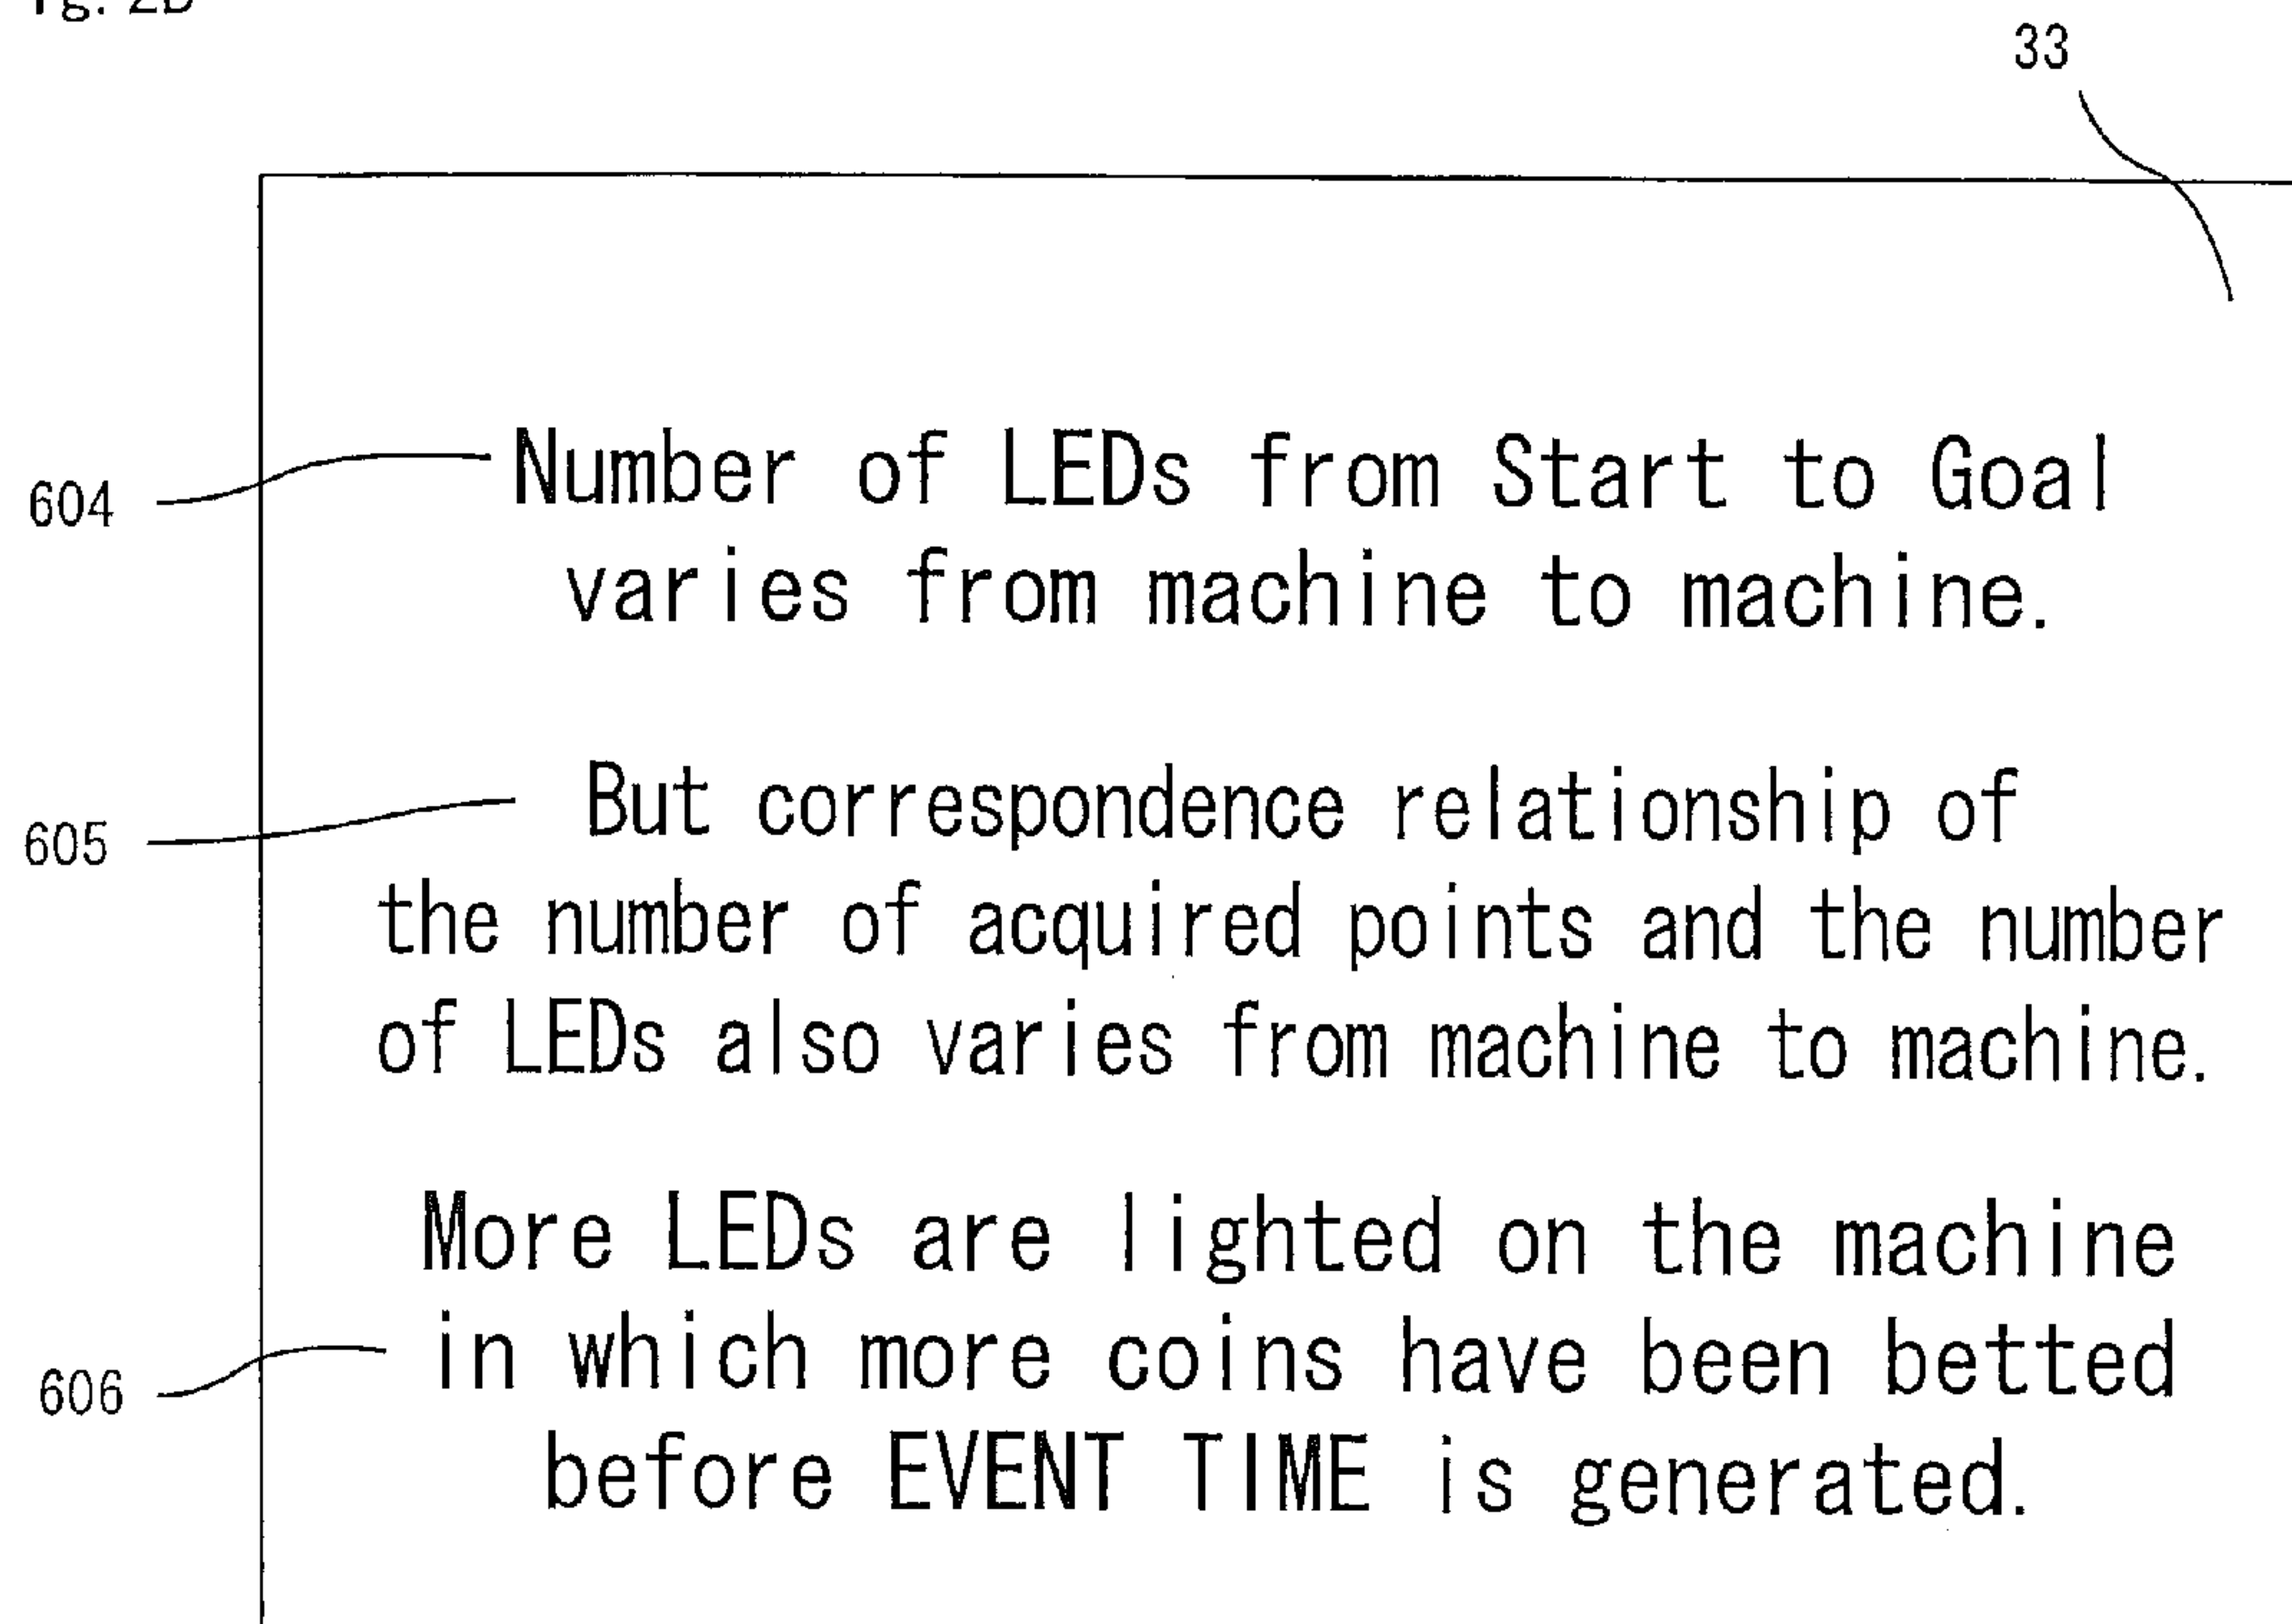 33
604 Number of LEDs from Start to Goal
varies from machine to machine.
605 But correspondence relationship of
the number of acquired points and the number
of LEDs also varies from machine to machine.
More LEDs are lighted on the machine
606 in which more coins have been betted
before EVENT TIME is generated.